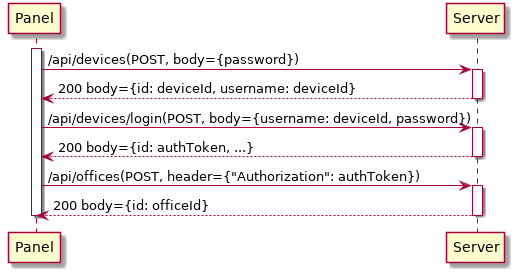 Panel Server
/api/devices(POST, body={password})
200 body={id: deviceId, username: deviceId}
/api/devices/login(POST, body={username: deviceId, password})
200 body={id: authToken, ...}
/api/offices(POST, header={"Authorization": authToken})
200 body={id: officeId}
Panel Server